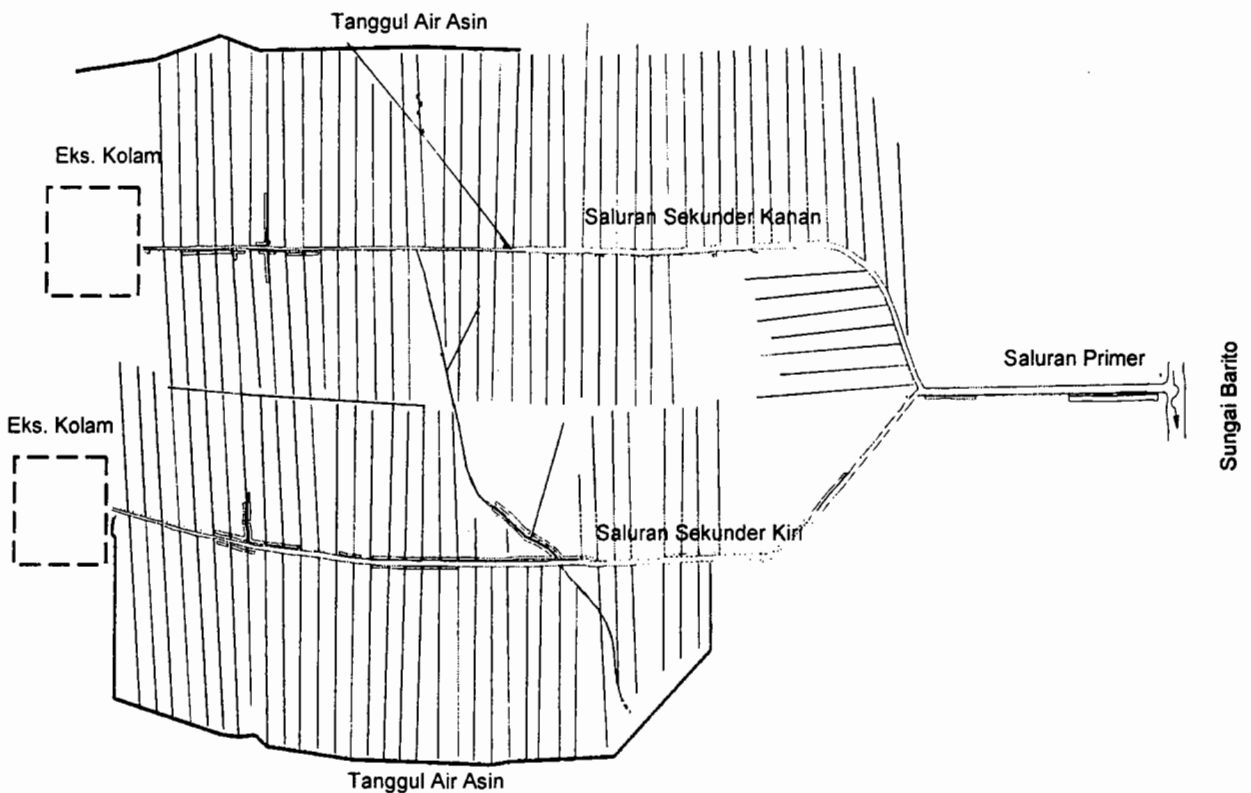 Tanggul Air Asin
Eks. Kolam
Saluran Sekunder Kanan
Saluran Primer
Sungai Barito
Eks. Kolam
Saluran Sekunder Kiri
Tanggul Air Asin